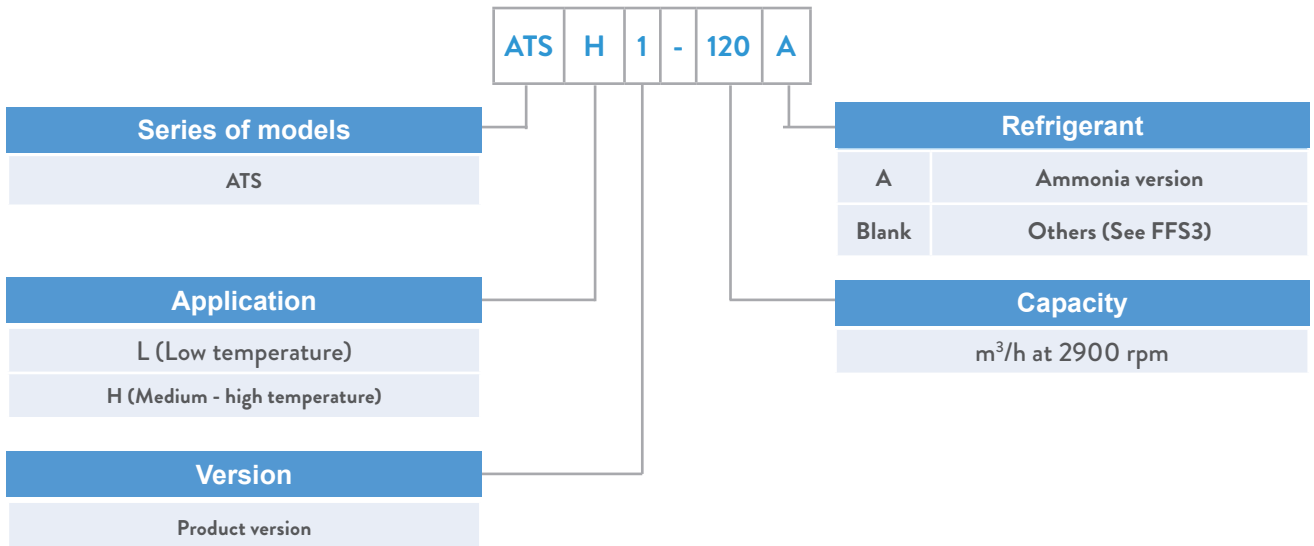 ATS H 1 - 120 A
Series of models
ATS
Application
L (Low temperature)
H (Medium - high temperature)
Version
Product version
Refrigerant
A Ammonia version
Blank Others (See FFS3)
Capacity
m³/h at 2900 rpm